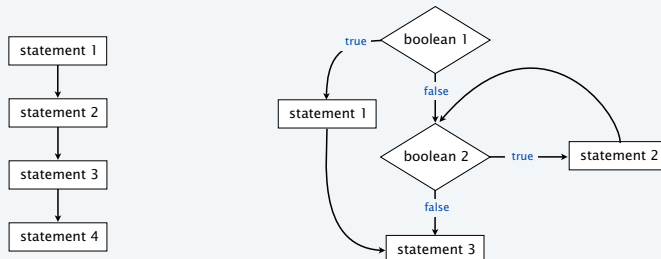 statement 1
statement 2
statement 3
statement 4
boolean 1
true
false
statement 1
boolean 2
true
statement 2
false
statement 3